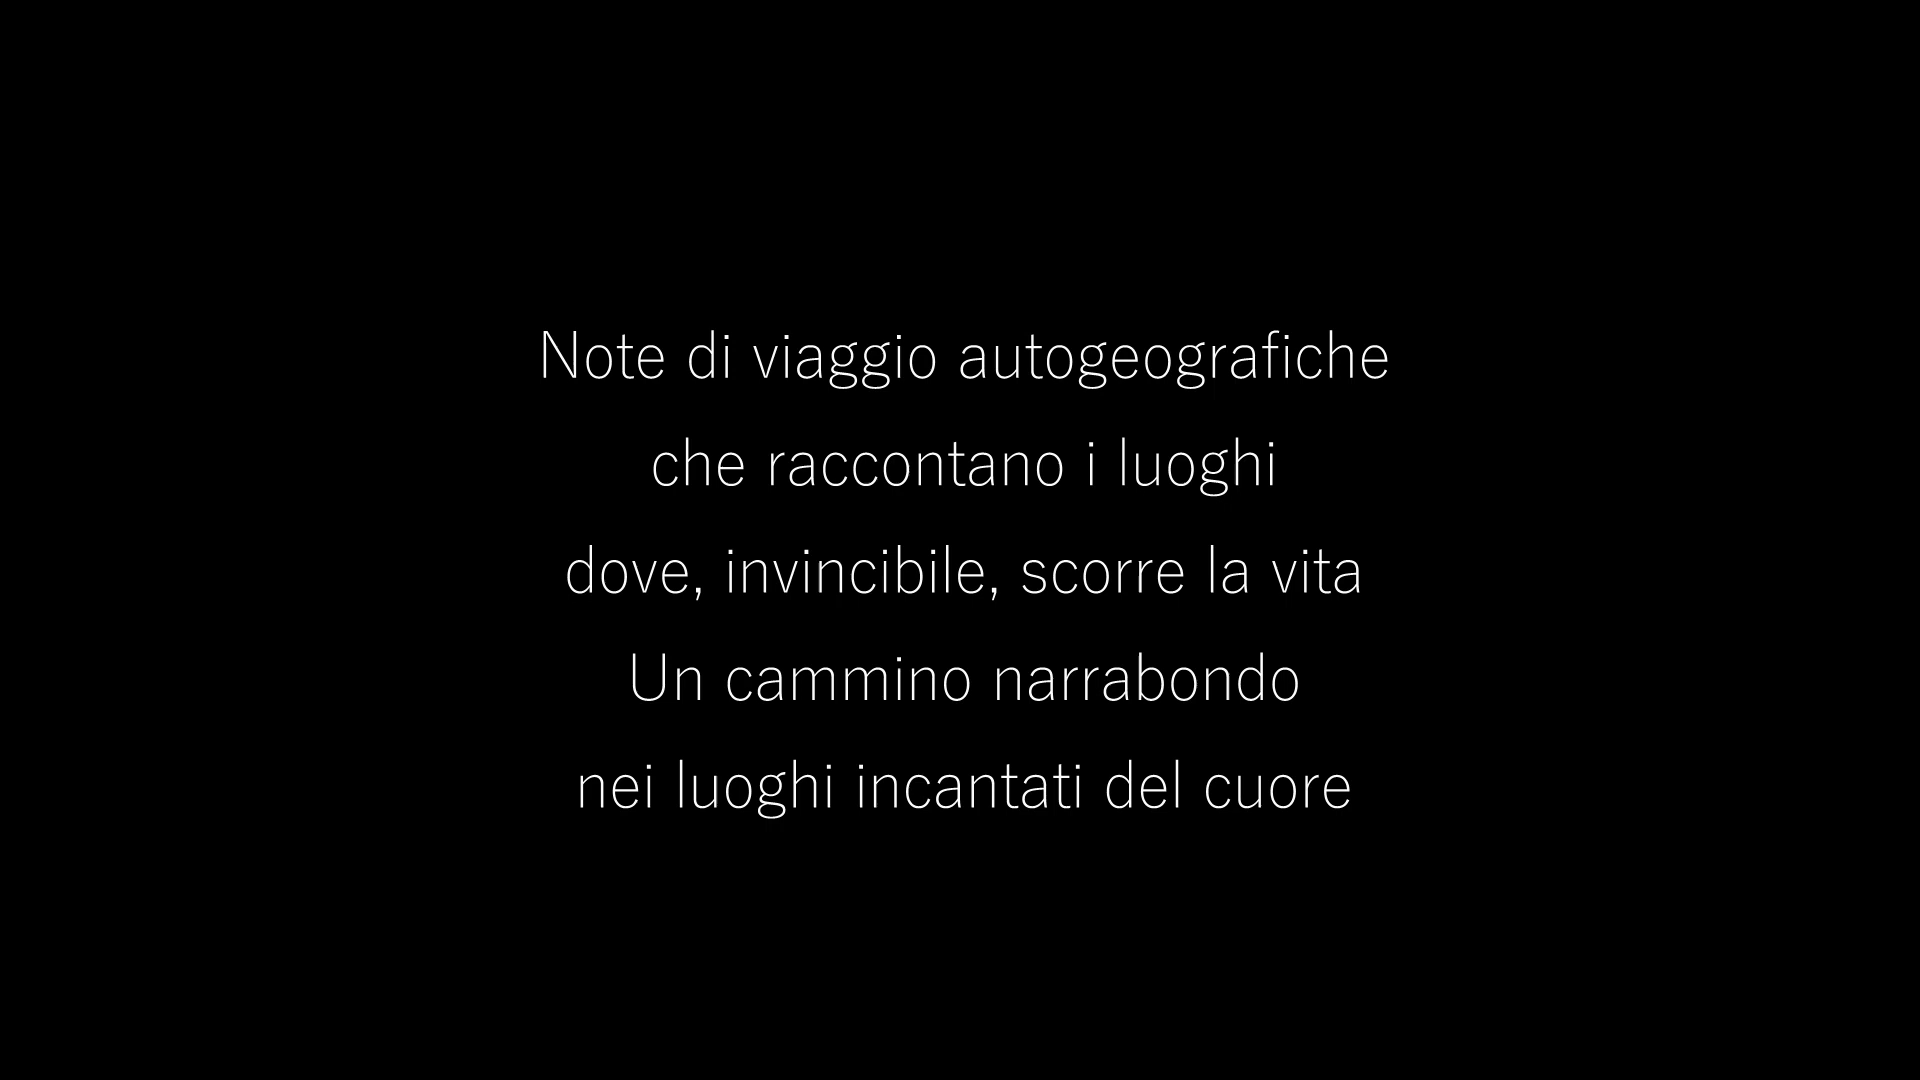 Note di viaggio autogeografiche
che raccontano i luoghi
dove, invincibile, scorre la vita
Un cammino narrabondo
nei luoghi incantati del cuore